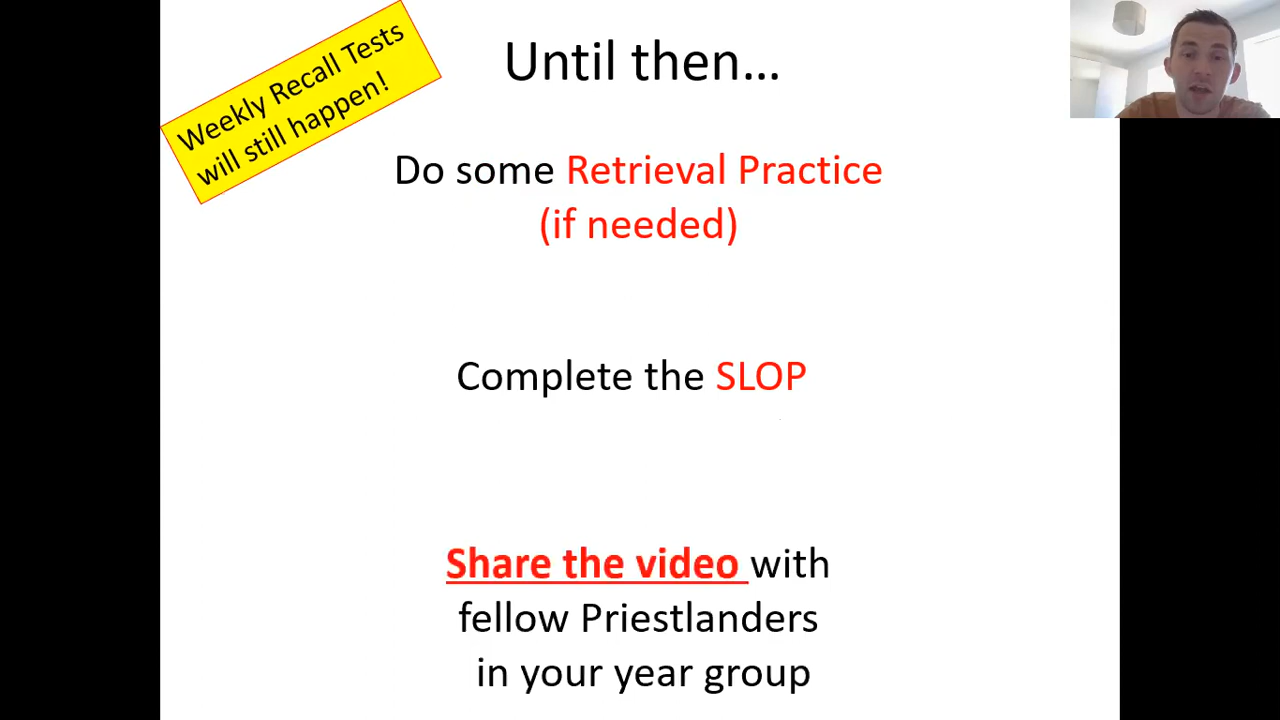 Weekly Recall Tests
will still happen!
Until then…
Do some Retrieval Practice
(if needed)
Complete the SLOP
Share the video with
fellow Priestlanders
in your year group